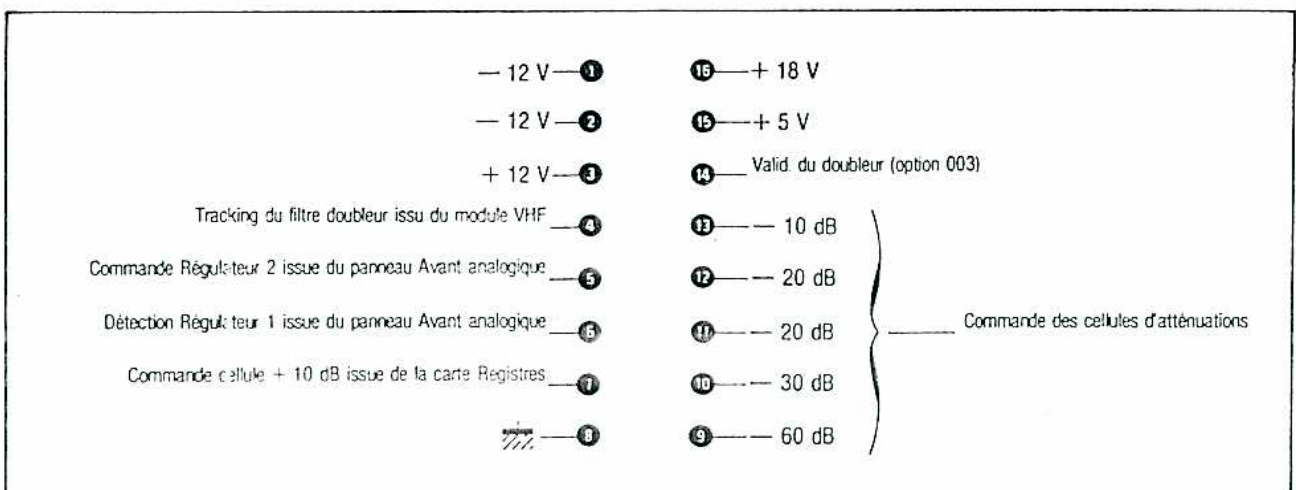 − 12 V 1 16 + 18 V
− 12 V 2 15 + 5 V
+ 12 V 3 14 Valid. du doubleur (option 003)
Tracking du filtre doubleur issu du module VHF 4 13 − 10 dB
Commande Régulateur 2 issue du panneau Avant analogique 5 12 − 20 dB
Détection Régulateur 1 issue du panneau Avant analogique 6 11 − 20 dB
Commande des cellules d'atténuations
Commande cellule + 10 dB issue de la carte Registres 7 10 − 30 dB
8 9 − 60 dB